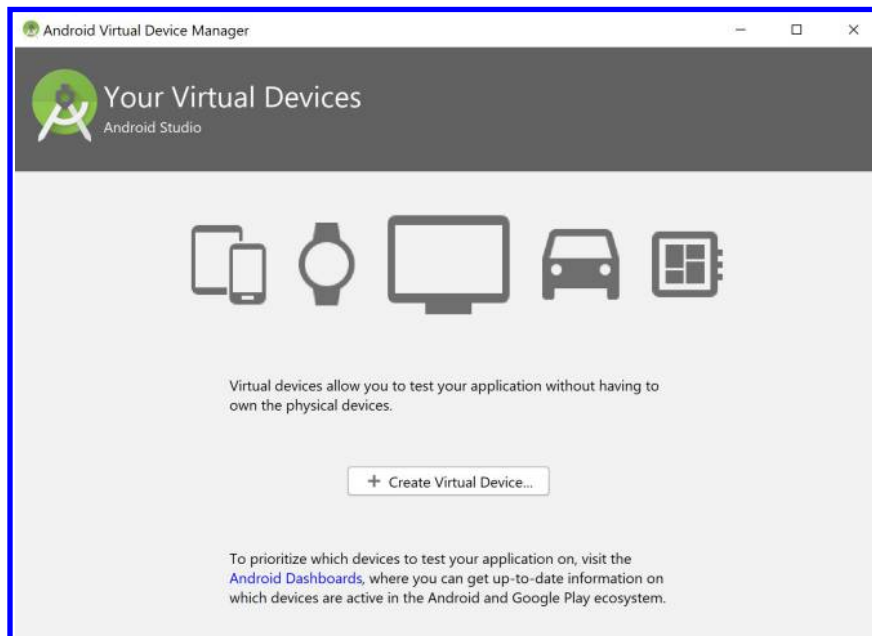 Android Virtual Device Manager
Your Virtual Devices
Android Studio
Virtual devices allow you to test your application without having to
own the physical devices.
+ Create Virtual Device...
To prioritize which devices to test your application on, visit the
Android Dashboards, where you can get up-to-date information on
which devices are active in the Android and Google Play ecosystem.